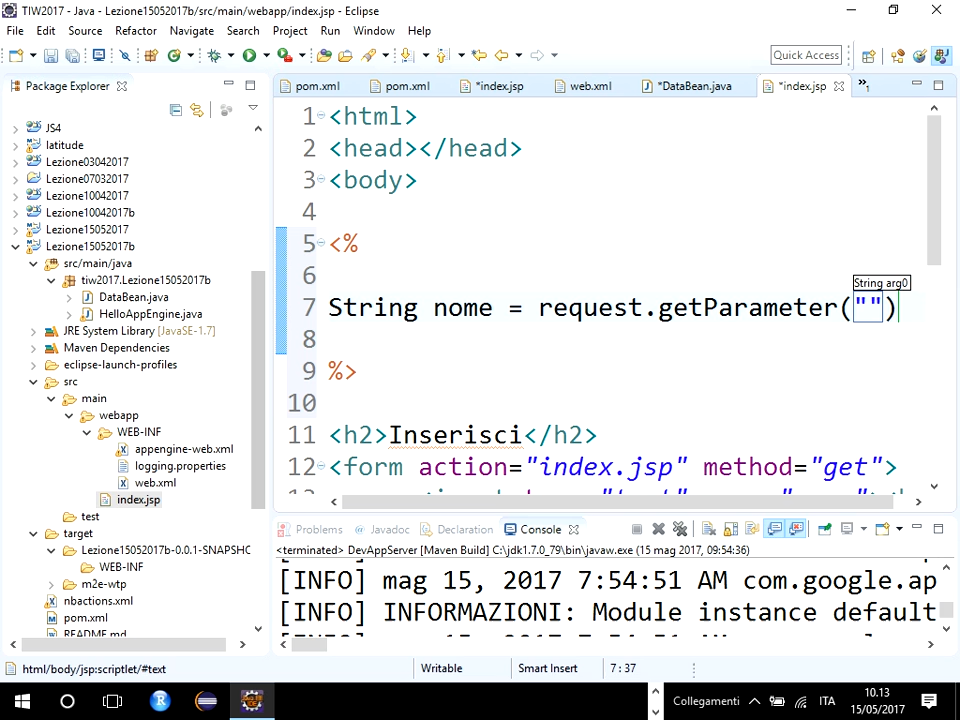 TIW2017 - Java - Lezione15052017b/src/main/webapp/index.jsp - Eclipse
File Edit Source Refactor Navigate Search Project Run Window Help
Quick Access
Package Explorer
pom.xml pom.xml *index.jsp web.xml *DataBean.java *index.jsp »1
JS4
latitude
Lezione03042017
Lezione07032017
Lezione10042017
Lezione10042017b
Lezione15052017
Lezione15052017b
src/main/java
tiw2017.Lezione15052017b
DataBean.java
HelloAppEngine.java
JRE System Library [JavaSE-1.7]
Maven Dependencies
eclipse-launch-profiles
src
main
webapp
WEB-INF
appengine-web.xml
logging.properties
web.xml
index.jsp
test
target
Lezione15052017b-0.0.1-SNAPSHO
WEB-INF
m2e-wtp
nbactions.xml
pom.xml
README.md
1 <html>
2 <head></head>
3 <body>
4
5 <%
6
String arg0
7 String nome = request.getParameter("")
8
9 %>
10
11 <h2>Inserisci</h2>
12 <form action="index.jsp" method="get">
Problems Javadoc Declaration Console
<terminated> DevAppServer [Maven Build] C:\jdk1.7.0_79\bin\javaw.exe (15 mag 2017, 09:54:36)
[INFO] mag 15, 2017 7:54:51 AM com.google.ap
[INFO] INFORMAZIONI: Module instance default
html/body/jsp:scriptlet/#text Writable Smart Insert 7 : 37
Collegamenti ITA 10.13
15/05/2017